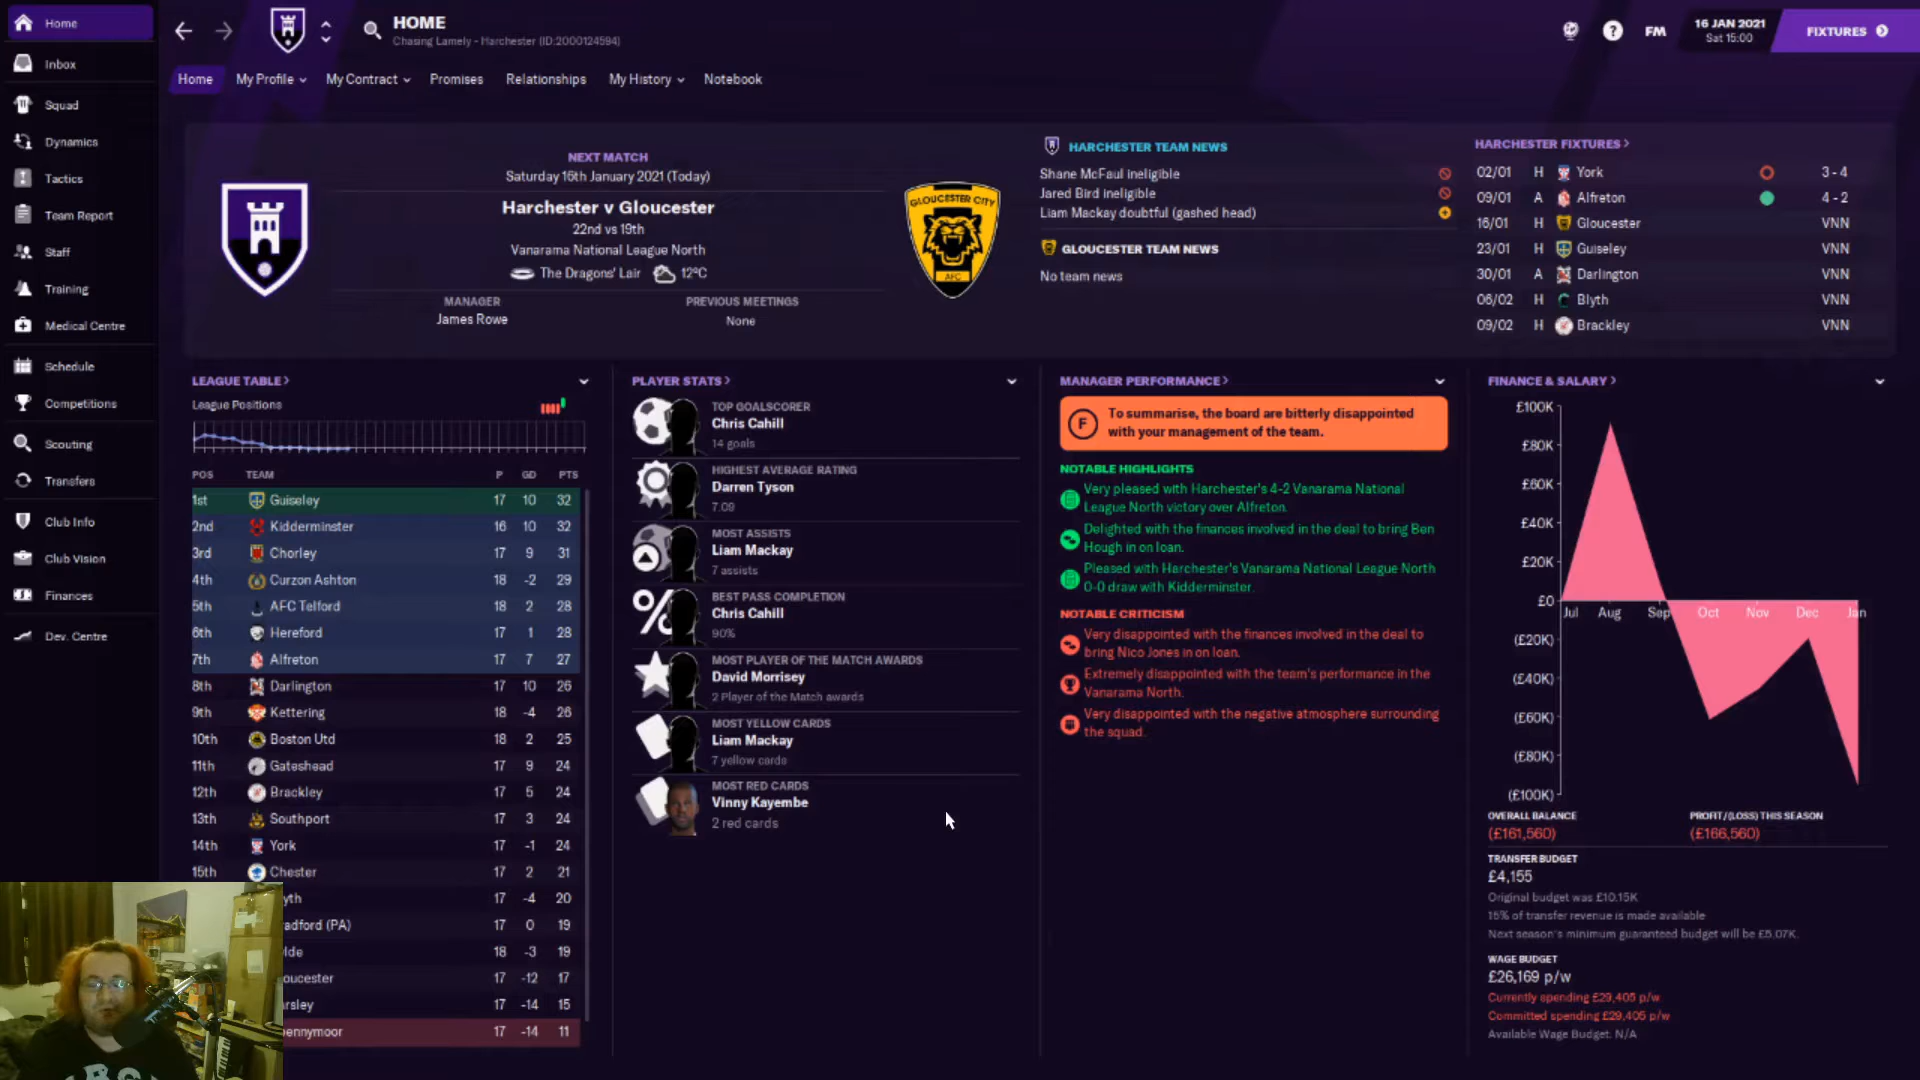 Home
Inbox
Squad
Dynamics
Tactics
Team Report
Staff
Training
Medical Centre
Schedule
Competitions
Scouting
Transfers
Club Info
Club Vision
Finances
Dev. Centre
HOME
Chasing Lamely - Harchester (ID:2000124594)
FM
16 JAN 2021
Sat 15:00
FIXTURES
Home
My Profile
My Contract
Promises
Relationships
My History
Notebook
NEXT MATCH
Saturday 16th January 2021 (Today)
Harchester v Gloucester
22nd vs 19th
Vanarama National League North
The Dragons' Lair 12°C
MANAGER
James Rowe
PREVIOUS MEETINGS
None
GLOUCESTER CITY
AFC
HARCHESTER TEAM NEWS
Shane McFaul ineligible
Jared Bird ineligible
Liam Mackay doubtful (gashed head)
GLOUCESTER TEAM NEWS
No team news
HARCHESTER FIXTURES
02/01 H York 3 - 4
09/01 A Alfreton 4 - 2
16/01 H Gloucester VNN
23/01 H Guiseley VNN
30/01 A Darlington VNN
06/02 H Blyth VNN
09/02 H Brackley VNN
LEAGUE TABLE
League Positions
POS TEAM P GD PTS
1st Guiseley 17 10 32
2nd Kidderminster 16 10 32
3rd Chorley 17 9 31
4th Curzon Ashton 18 -2 29
5th AFC Telford 18 2 28
6th Hereford 17 1 28
7th Alfreton 17 7 27
8th Darlington 17 10 26
9th Kettering 18 -4 26
10th Boston Utd 18 2 25
11th Gateshead 17 9 24
12th Brackley 17 5 24
13th Southport 17 3 24
14th York 17 -1 24
15th Chester 17 2 21
yth 17 -4 20
adford (PA) 17 0 19
lde 18 -3 19
oucester 17 -12 17
arsley 17 -14 15
pennymoor 17 -14 11
PLAYER STATS
TOP GOALSCORER
Chris Cahill
14 goals
HIGHEST AVERAGE RATING
Darren Tyson
7.09
MOST ASSISTS
Liam Mackay
7 assists
BEST PASS COMPLETION
Chris Cahill
90%
MOST PLAYER OF THE MATCH AWARDS
David Morrisey
2 Player of the Match awards
MOST YELLOW CARDS
Liam Mackay
7 yellow cards
MOST RED CARDS
Vinny Kayembe
2 red cards
MANAGER PERFORMANCE
F
To summarise, the board are bitterly disappointed
with your management of the team.
NOTABLE HIGHLIGHTS
Very pleased with Harchester's 4-2 Vanarama National
League North victory over Alfreton.
Delighted with the finances involved in the deal to bring Ben
Hough in on loan.
Pleased with Harchester's Vanarama National League North
0-0 draw with Kidderminster.
NOTABLE CRITICISM
Very disappointed with the finances involved in the deal to
bring Nico Jones in on loan.
Extremely disappointed with the team's performance in the
Vanarama North.
Very disappointed with the negative atmosphere surrounding
the squad.
FINANCE & SALARY
£100K
£80K
£60K
£40K
£20K
£0
(£20K)
(£40K)
(£60K)
(£80K)
(£100K)
Jul Aug Sep Oct Nov Dec Jan
OVERALL BALANCE
(£161,560)
PROFIT/(LOSS) THIS SEASON
(£166,560)
TRANSFER BUDGET
£4,155
Original budget was £10.15K
15% of transfer revenue is made available
Next season's minimum guaranteed budget will be £5.07K.
WAGE BUDGET
£26,169 p/w
Currently spending £29,405 p/w
Committed spending £29,405 p/w
Available Wage Budget: N/A